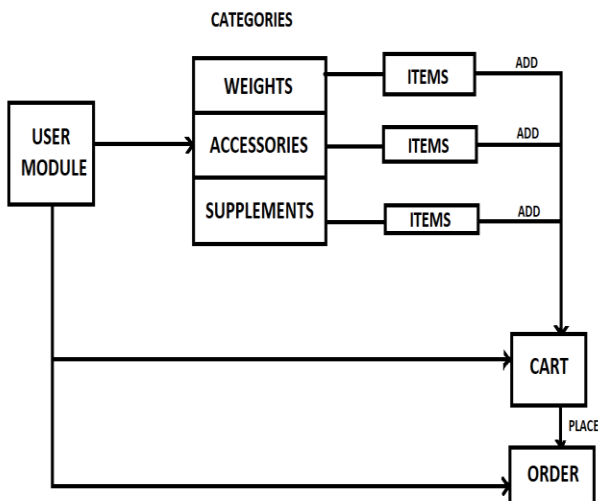 CATEGORIES
WEIGHTS
ITEMS
ADD
USER
MODULE
ACCESSORIES
ITEMS
ADD
SUPPLEMENTS
ITEMS
ADD
CART
PLACE
ORDER